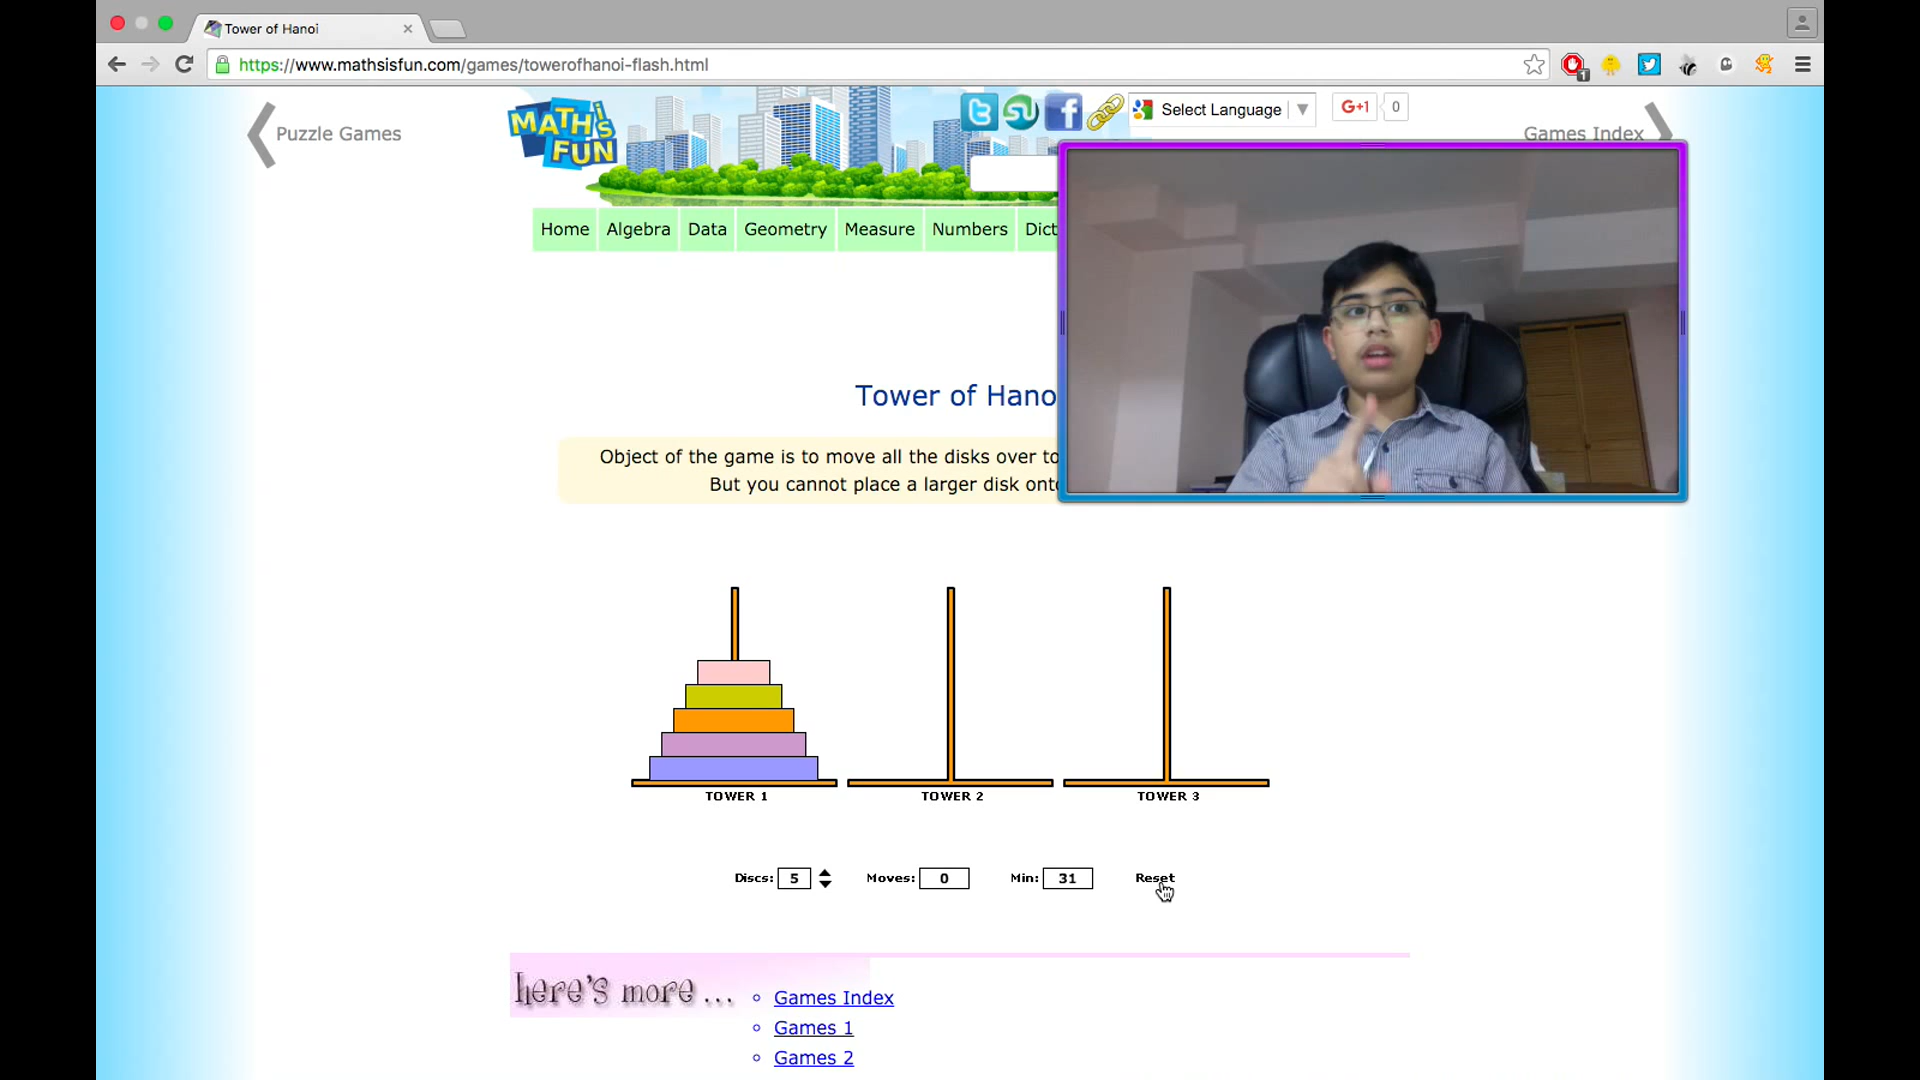 Tower of Hanoi
https://www.mathsisfun.com/games/towerofhanoi-flash.html
1
Puzzle Games
MATH iS FUN
Select Language
G+1
0
Games Index
Home Algebra Data Geometry Measure Numbers Dict
Tower of Hano
Object of the game is to move all the disks over to
But you cannot place a larger disk onto
TOWER 1 TOWER 2 TOWER 3
Discs: 5 Moves: 0 Min: 31 Reset
here's more ...
Games Index
Games 1
Games 2